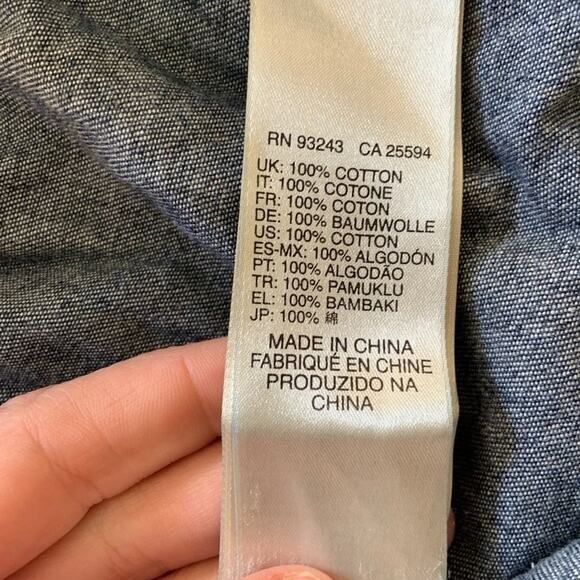 RN 93243 CA 25594
UK: 100% COTTON
IT: 100% COTONE
FR: 100% COTON
DE: 100% BAUMWOLLE
US: 100% COTTON
ES-MX: 100% ALGODÓN
PT: 100% ALGODÃO
TR: 100% PAMUKLU
EL: 100% BAMBAKI
JP: 100% 綿
MADE IN CHINA
FABRIQUÉ EN CHINE
PRODUZIDO NA
CHINA